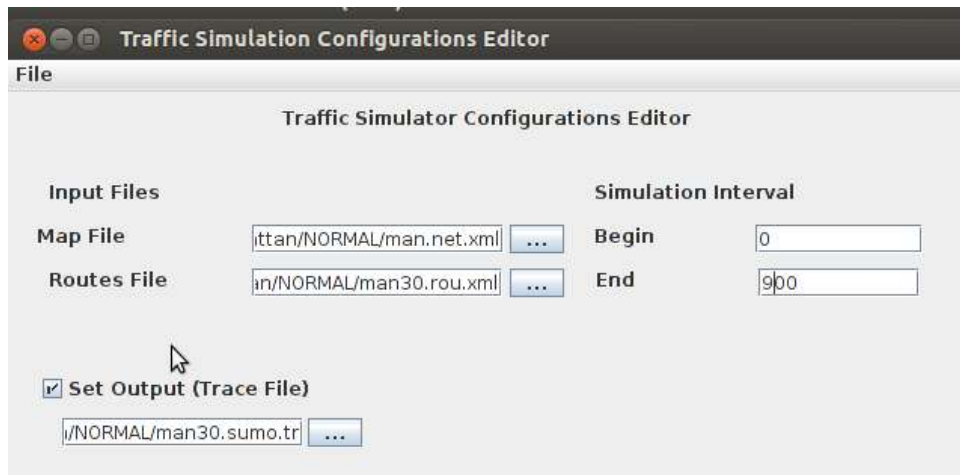 Traffic Simulation Configurations Editor
File
Traffic Simulator Configurations Editor
Input Files
Simulation Interval
Map File
ttan/NORMAL/man.net.xml
...
Begin
0
Routes File
an/NORMAL/man30.rou.xml
...
End
900
Set Output (Trace File)
/NORMAL/man30.sumo.tr
...